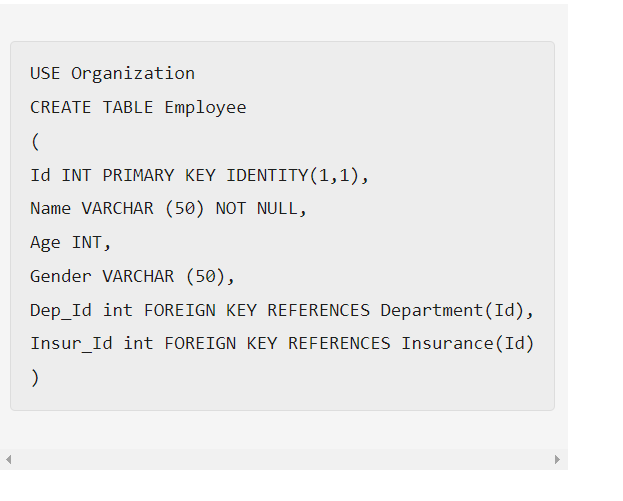 USE Organization
CREATE TABLE Employee
(
Id INT PRIMARY KEY IDENTITY(1,1),
Name VARCHAR (50) NOT NULL,
Age INT,
Gender VARCHAR (50),
Dep_Id int FOREIGN KEY REFERENCES Department(Id),
Insur_Id int FOREIGN KEY REFERENCES Insurance(Id)
)